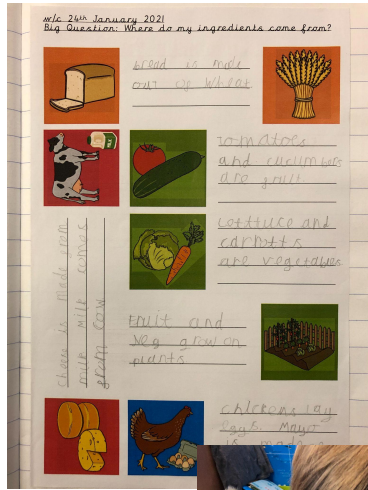 w/c 24th January 2021
Big Question: Where do my ingredients come from?
bread is made
out of wheat
tomatoes
and cucumbers
are fruit
lotttuce and
carrotts
are vegetables
cheese is made from
milk milk comes
from cow
fruit and
veg grow on
plants
chickens lay
eggs. Mayo
is made